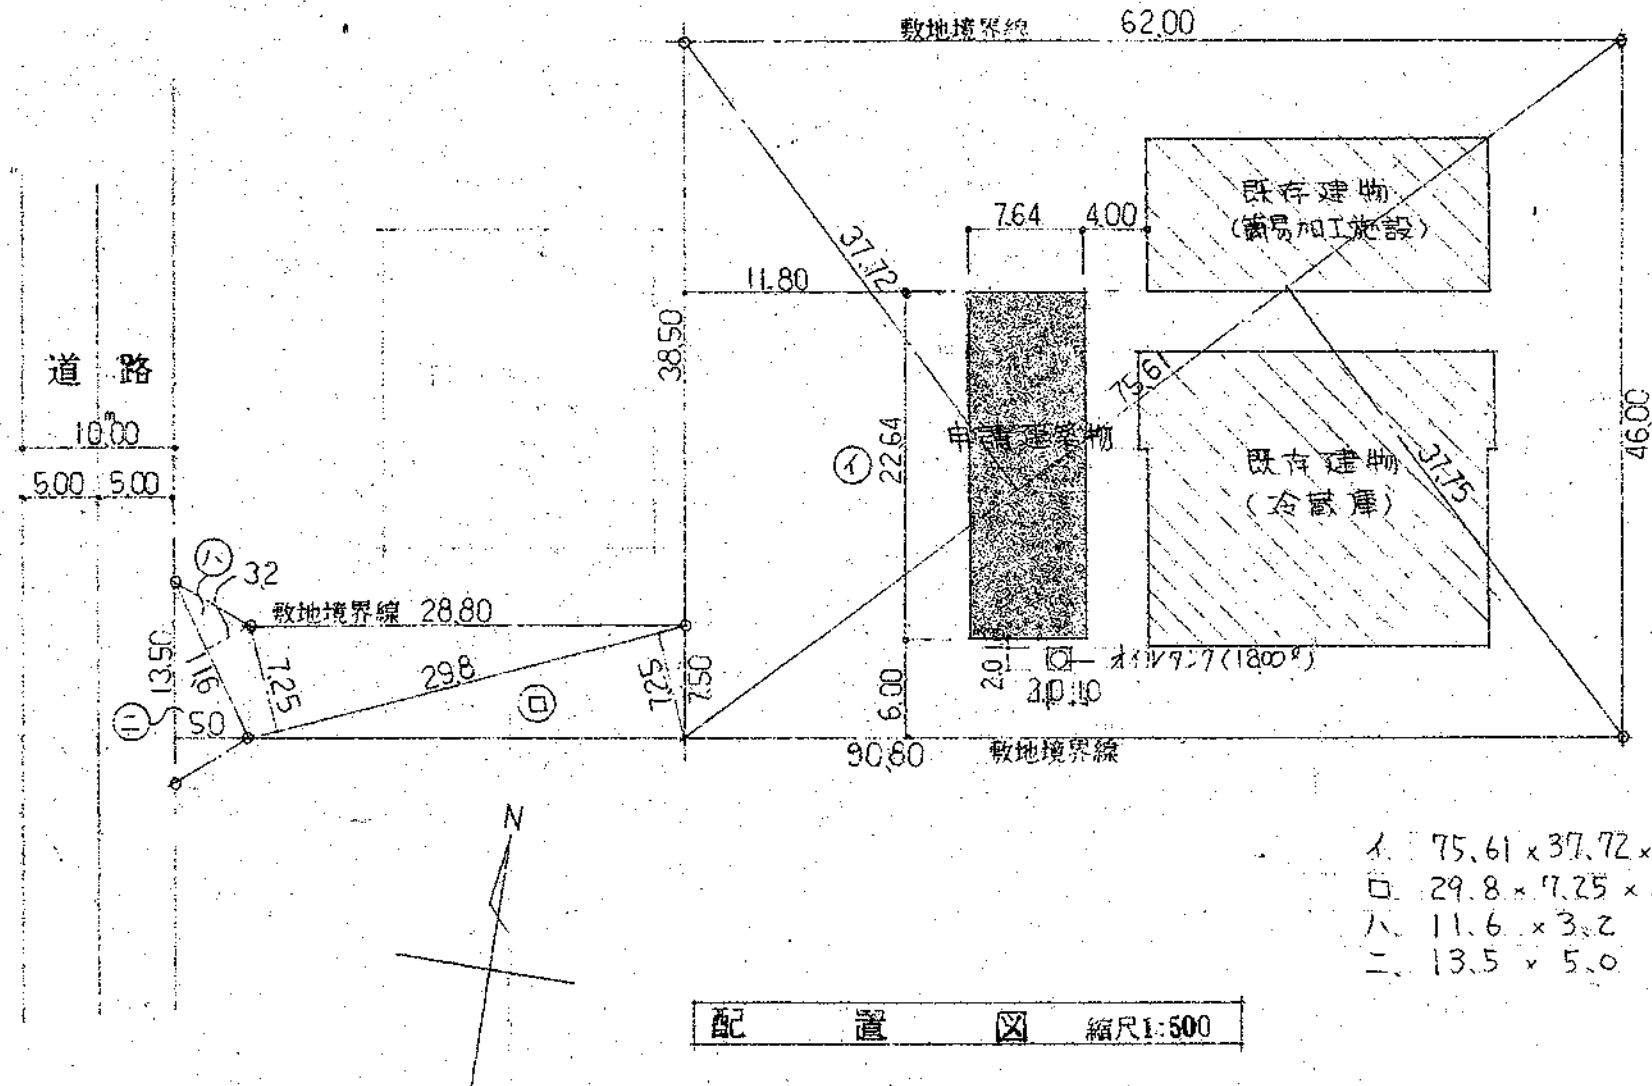 敷地境界線 62.00
既存建物
(簡易加工施設)
7.64 4.00
37.72
11.80
38.50
道路
10.00m
5.00 5.00
75.61
46.00
申請建築物
イ 22.64
既存建物
(冷蔵庫)
37.75
ハ 3.2
敷地境界線 28.80
13.50
11.6
7.25
29.8
ロ
7.25
7.50
2.0
オイルタンク(1800ℓ)
3.0 1.0
6.00
ニ 5.0
90.80
敷地境界線
N
イ. 75.61 × 37.72 ×
ロ. 29.8 × 7.25 ×
ハ. 11.6 × 3.2
ニ. 13.5 × 5.0
配置図 縮尺1:500